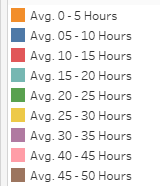 Avg. 0 - 5 Hours
Avg. 05 - 10 Hours
Avg. 10 - 15 Hours
Avg. 15 - 20 Hours
Avg. 20 - 25 Hours
Avg. 25 - 30 Hours
Avg. 30 - 35 Hours
Avg. 40 - 45 Hours
Avg. 45 - 50 Hours